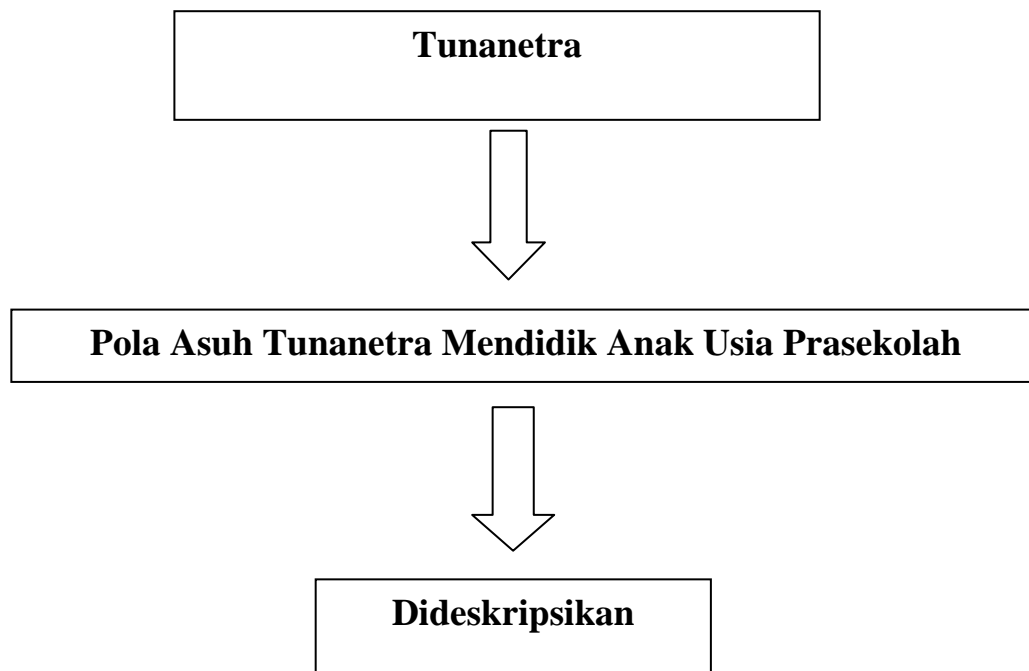 Tunanetra
Pola Asuh Tunanetra Mendidik Anak Usia Prasekolah
Dideskripsikan